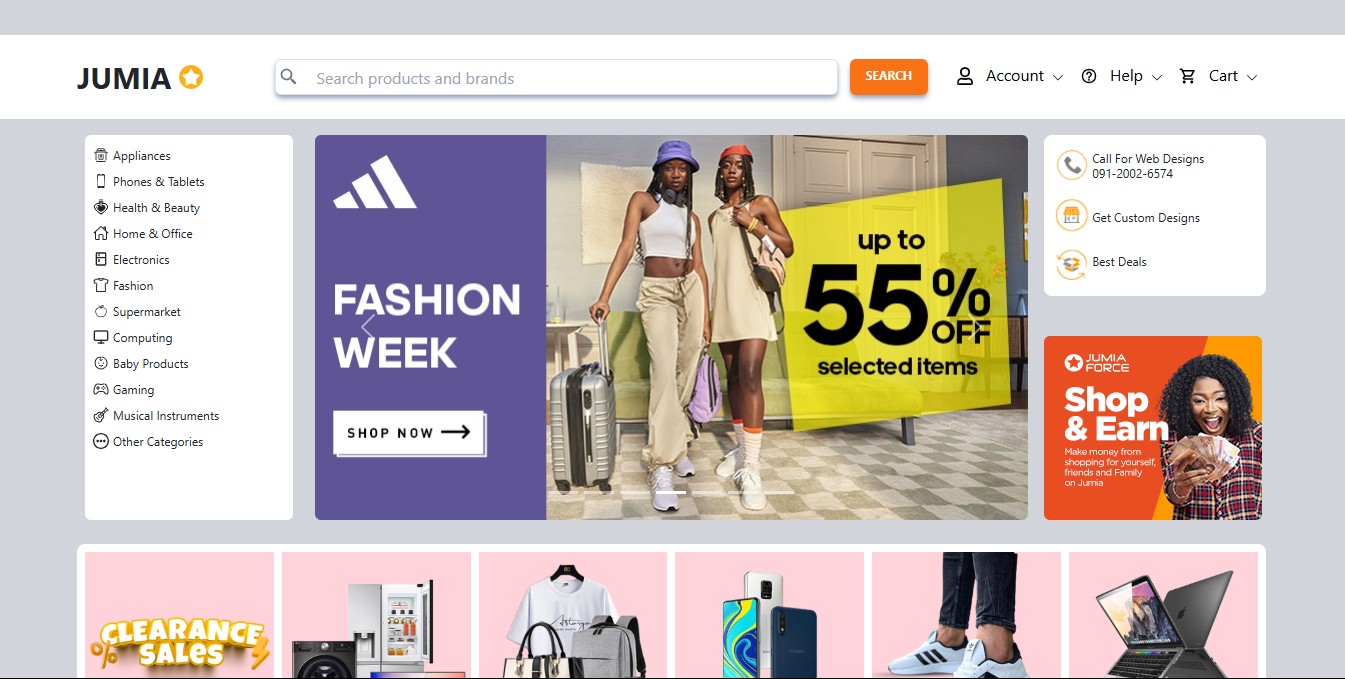 JUMIA
Search products and brands
SEARCH
Account
Help
Cart
Appliances
Phones & Tablets
Health & Beauty
Home & Office
Electronics
Fashion
Supermarket
Computing
Baby Products
Gaming
Musical Instruments
Other Categories
FASHION
WEEK
SHOP NOW
up to
55%
OFF
selected items
Call For Web Designs
091-2002-6574
Get Custom Designs
Best Deals
JUMIA
FORCE
Shop
& Earn
Make money from
shopping for yourself,
friends and Family
on Jumia
CLEARANCE
SALES